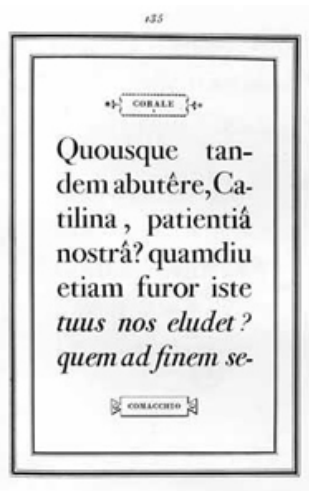 135
CORALE
Quousque tan-
dem abutêre, Ca-
tilina, patientiâ
nostrâ? quamdiu
etiam furor iste
tuus nos eludet?
quem ad finem se-
COMACCHIO